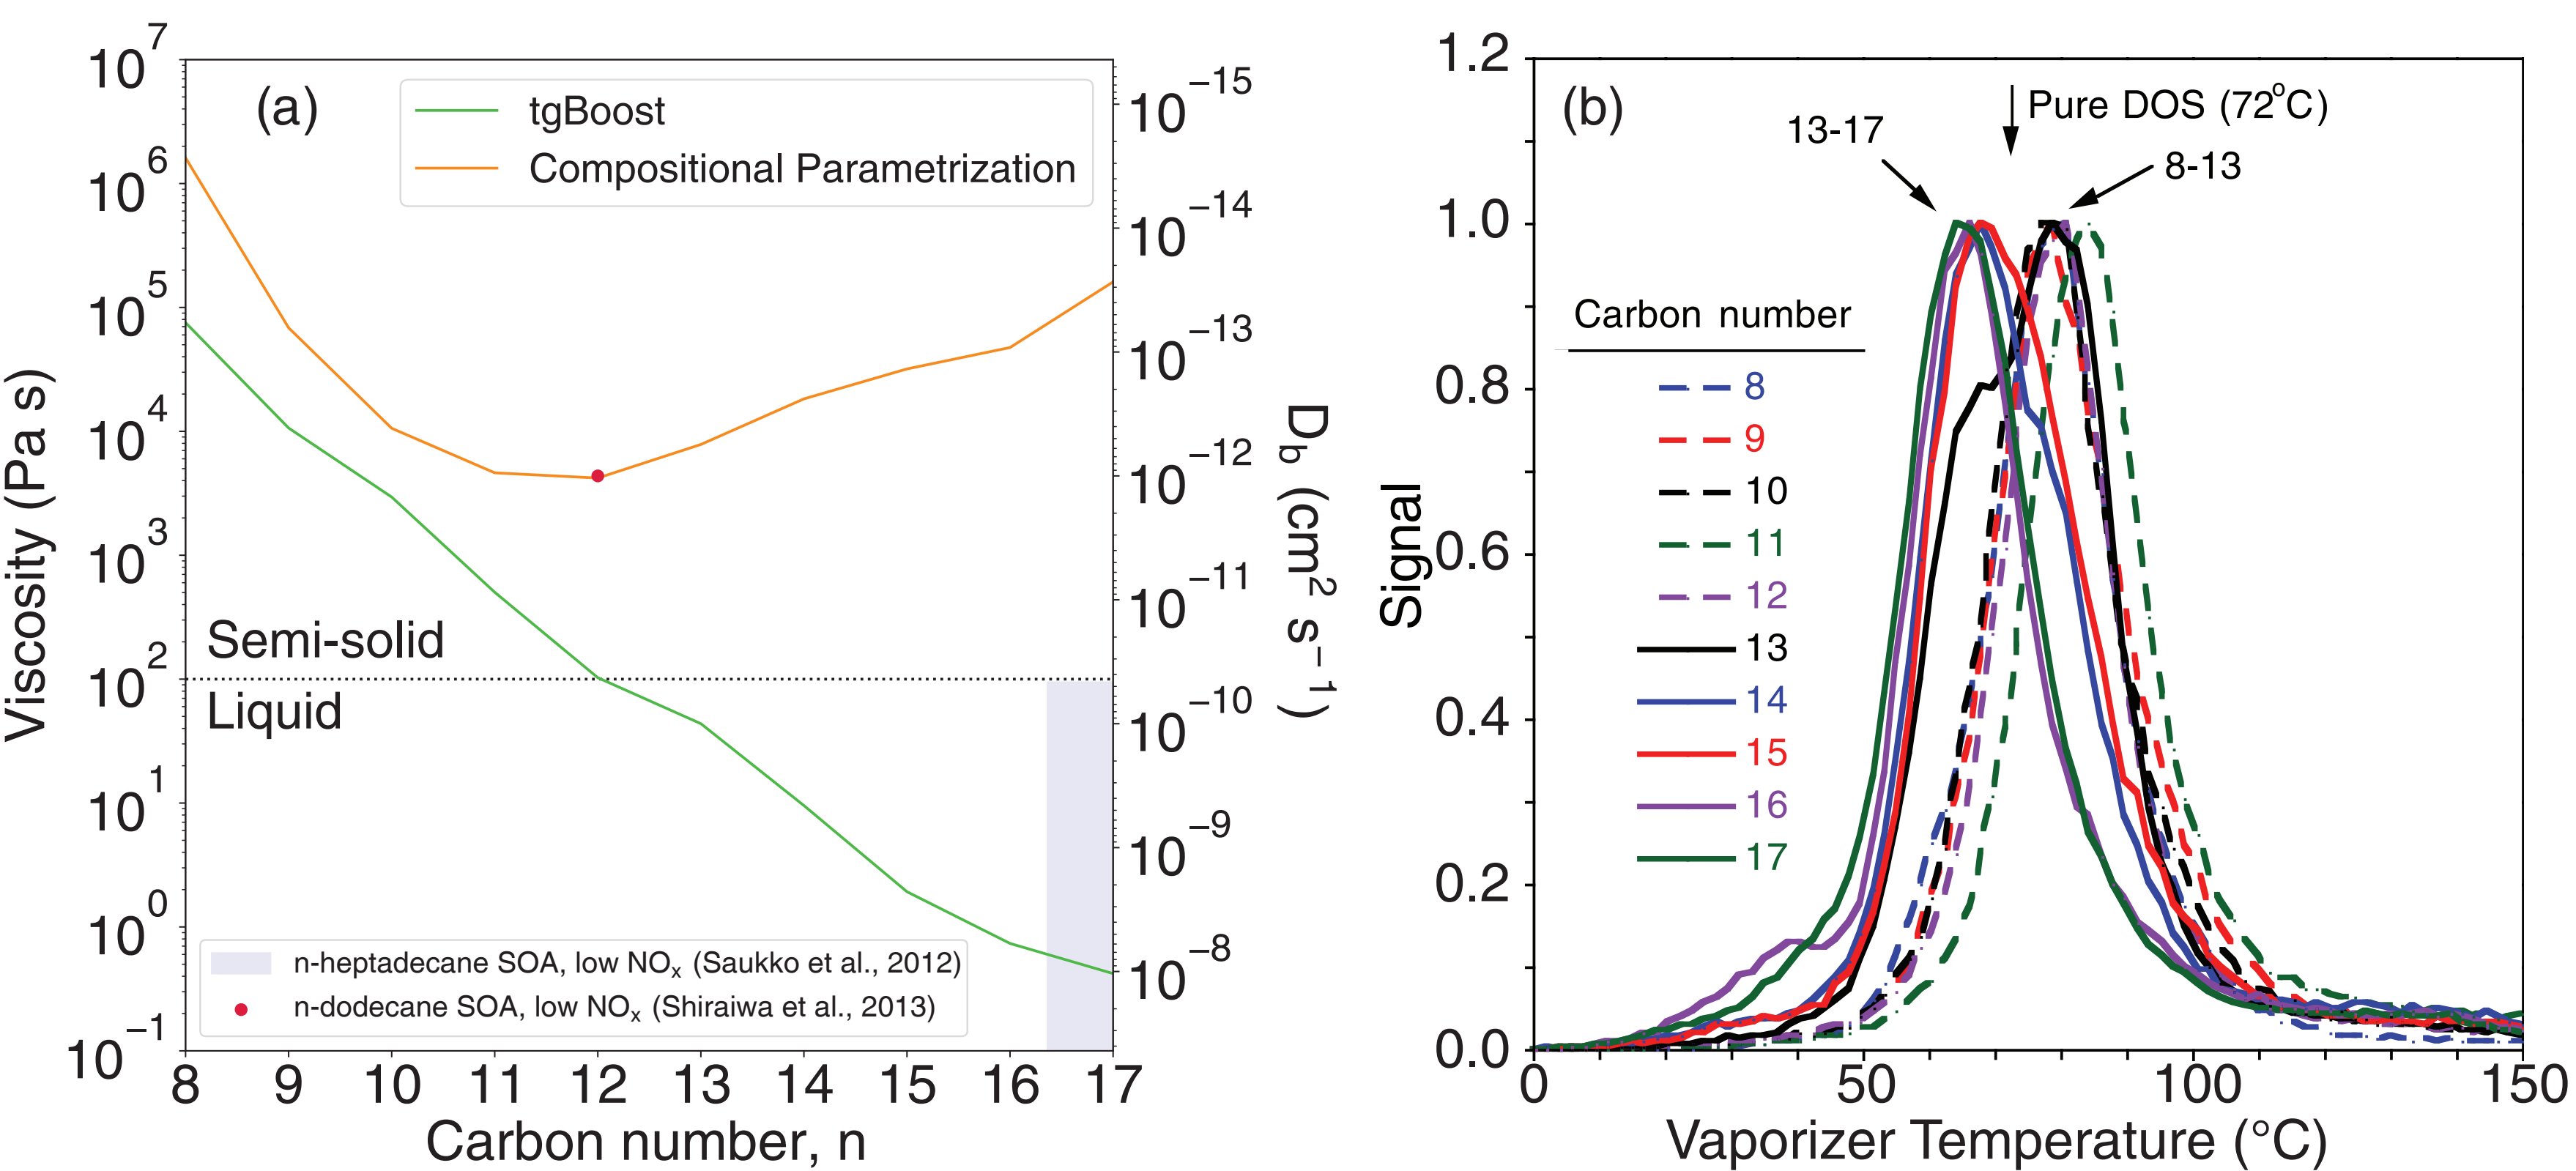 (a)
tgBoost
Compositional Parametrization
10^7
10^6
10^5
10^4
10^3
10^2
10^1
10^0
10^−1
Viscosity (Pa s)
Semi-solid
Liquid
n-heptadecane SOA, low NOₓ (Saukko et al., 2012)
n-dodecane SOA, low NOₓ (Shiraiwa et al., 2013)
8 9 10 11 12 13 14 15 16 17
Carbon number, n
10^−15
10^−14
10^−13
10^−12
10^−11
10^−10
10^−9
10^−8
D_b (cm² s⁻¹)
(b)
Pure DOS (72°C)
13-17
8-13
Carbon number
8
9
10
11
12
13
14
15
16
17
1.2
1.0
0.8
0.6
0.4
0.2
0.0
Signal
0 50 100 150
Vaporizer Temperature (°C)